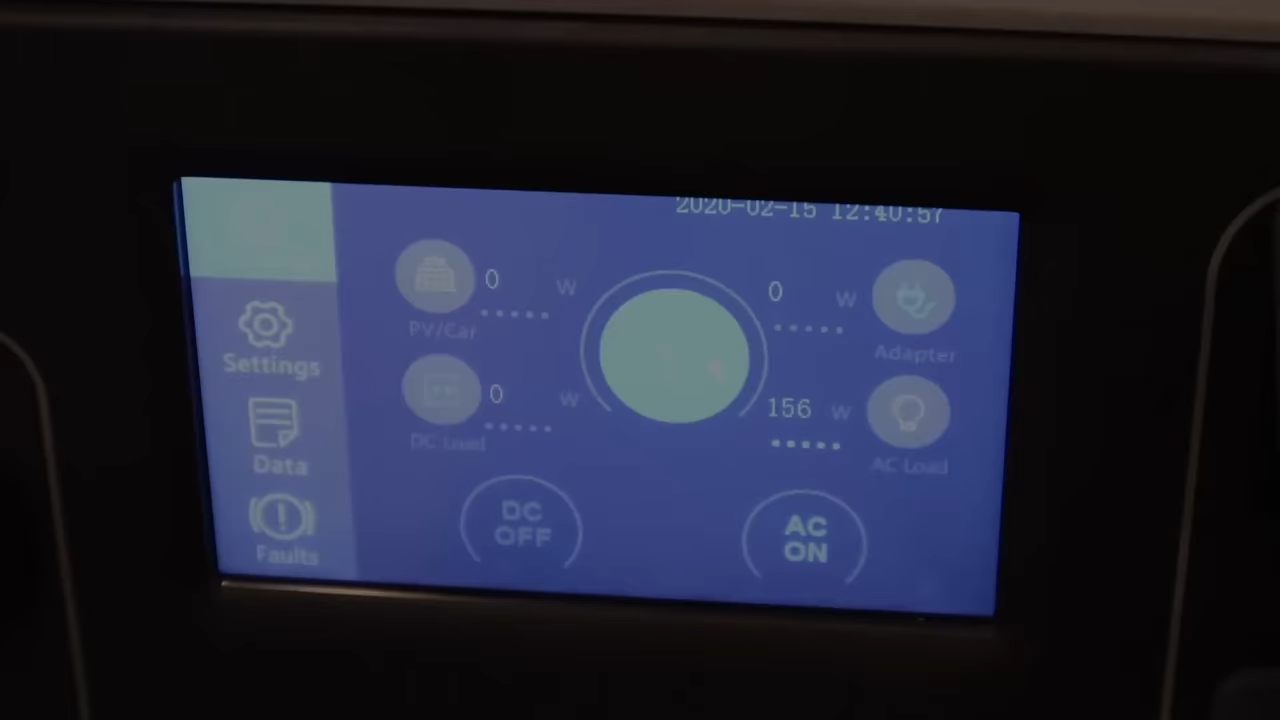 2020-02-15 12:40:57
0 W
PV/Car
0 W
Adapter
Settings
0 W
DC Load
156 W
AC Load
Data
DC
OFF
AC
ON
Faults